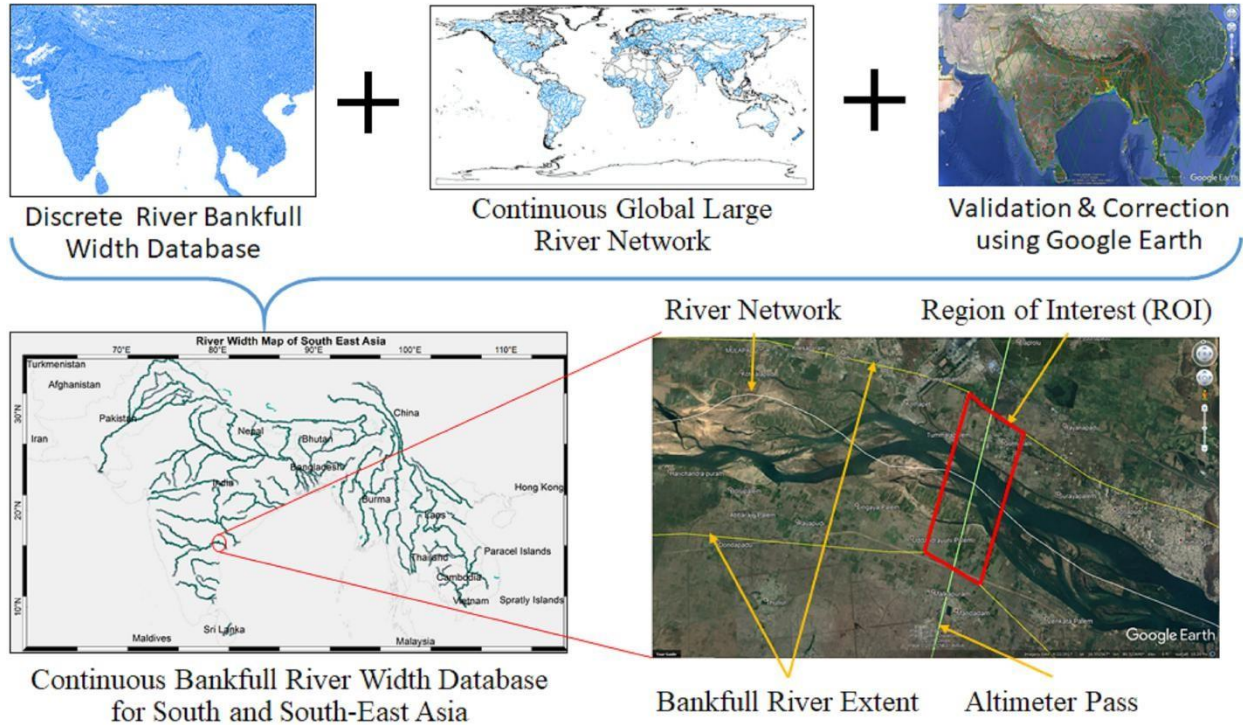 Google Earth
Discrete River Bankfull
Width Database
Continuous Global Large
River Network
Validation & Correction
using Google Earth
River Network
Region of Interest (ROI)
River Width Map of South East Asia
70°E
80°E
90°E
100°E
110°E
30°N
20°N
10°N
Turkmenistan
Afghanistan
China
Pakistan
Iran
Nepal
Bhutan
Bangladesh
India
Hong Kong
Burma
Laos
Paracel Islands
Thailand
Cambodia
Vietnam
Spratly Islands
Sri Lanka
Maldives
Malaysia
Google Earth
Continuous Bankfull River Width Database
for South and South-East Asia
Bankfull River Extent
Altimeter Pass